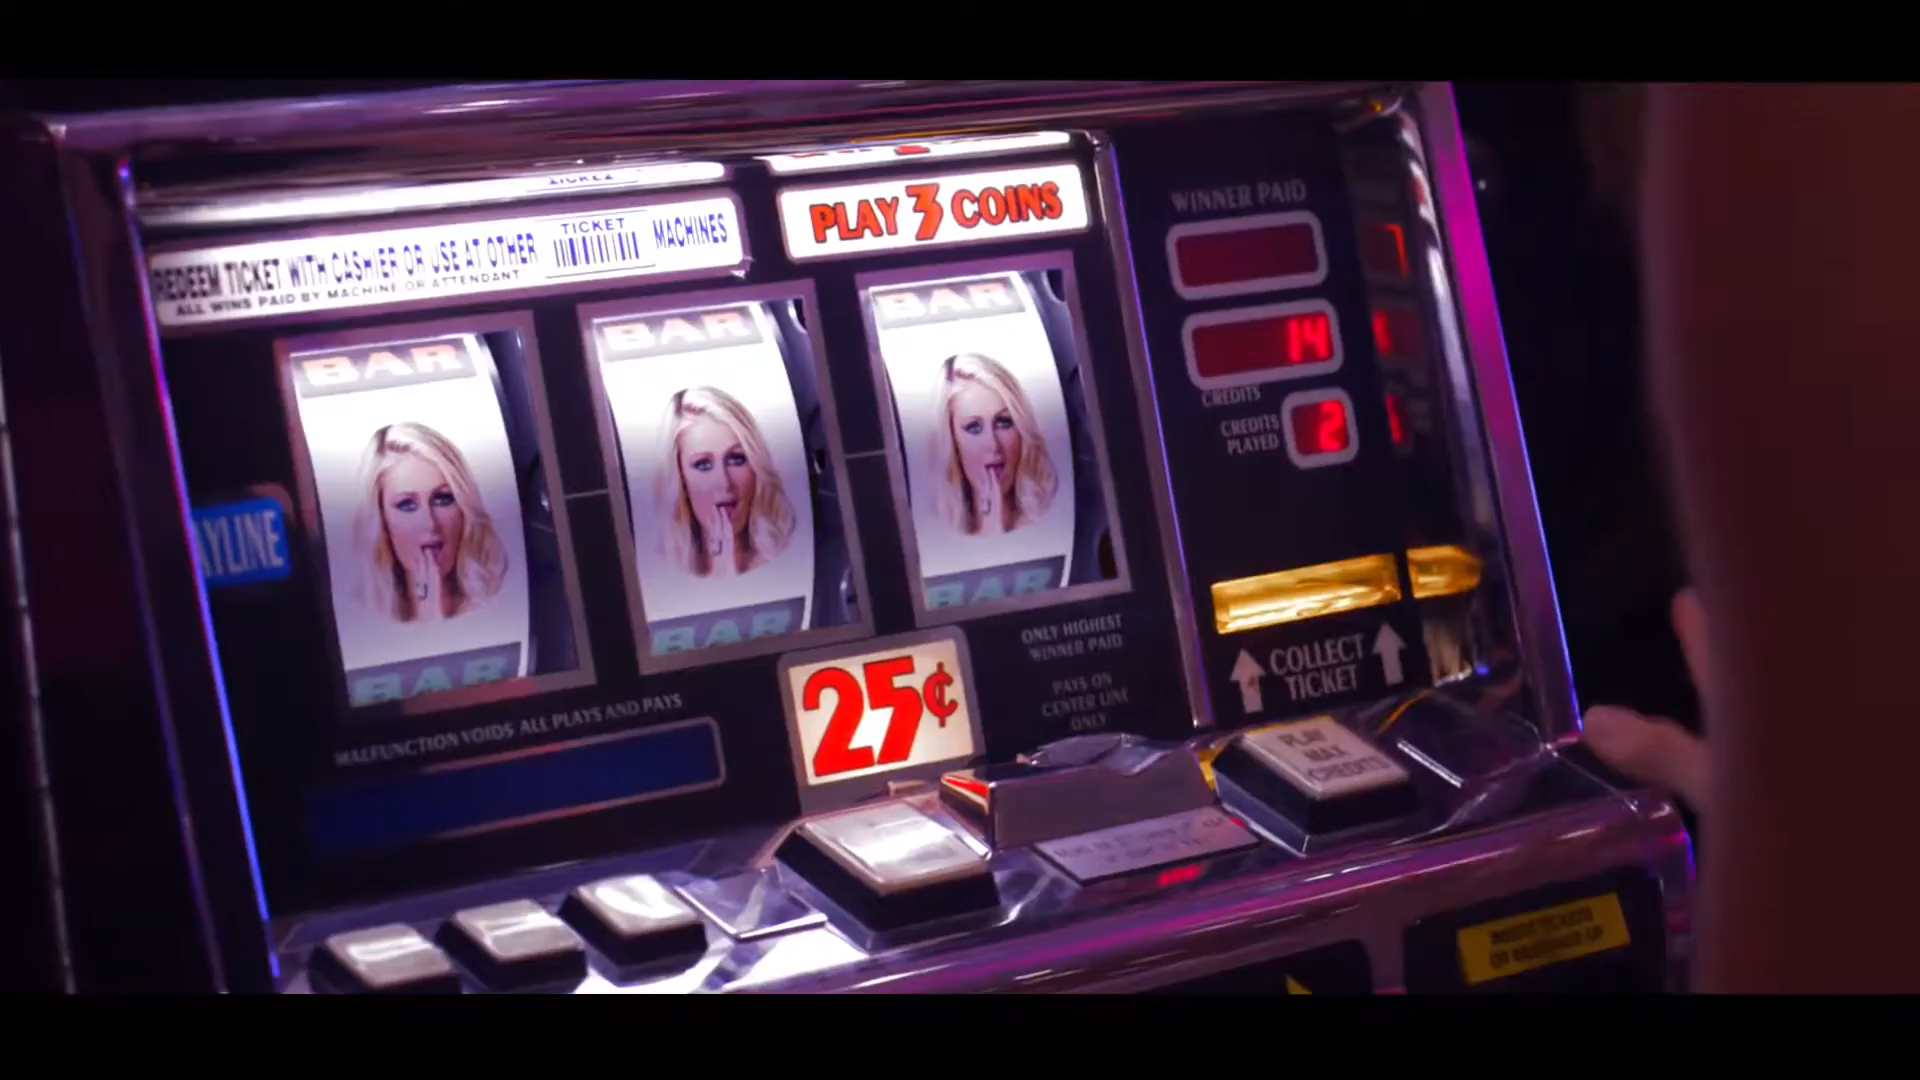 TICKET
REDEEM TICKET WITH CASHIER OR USE AT OTHER TICKET MACHINES
ALL WINS PAID BY MACHINE OR ATTENDANT
PLAY 3 COINS
WINNER PAID
14
CREDITS
CREDITS
PLAYED
2
BAR BAR BAR
AYLINE
BAR BAR BAR
ONLY HIGHEST
WINNER PAID
PAYS ON
CENTER LINE
ONLY
COLLECT
TICKET
MALFUNCTION VOIDS ALL PLAYS AND PAYS
25¢
PLAY
MAX
CREDITS